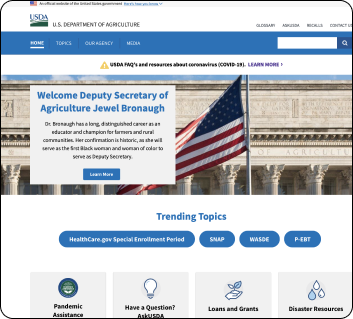 An official website of the United States government Here's how you know
USDA
U.S. DEPARTMENT OF AGRICULTURE
GLOSSARY ASKUSDA RECALLS CONTACT US
HOME TOPICS OUR AGENCY MEDIA
USDA FAQ's and resources about coronavirus (COVID-19). LEARN MORE ›
Welcome Deputy Secretary of
Agriculture Jewel Bronaugh
Dr. Bronaugh has a long, distinguished career as an
educator and champion for farmers and rural
communities. Her confirmation is historic, as she will
serve as the first Black woman and woman of color to
serve as Deputy Secretary.
Learn More
Trending Topics
HealthCare.gov Special Enrollment Period SNAP WASDE P-EBT
Pandemic
Assistance
Have a Question?
AskUSDA
Loans and Grants
Disaster Resources